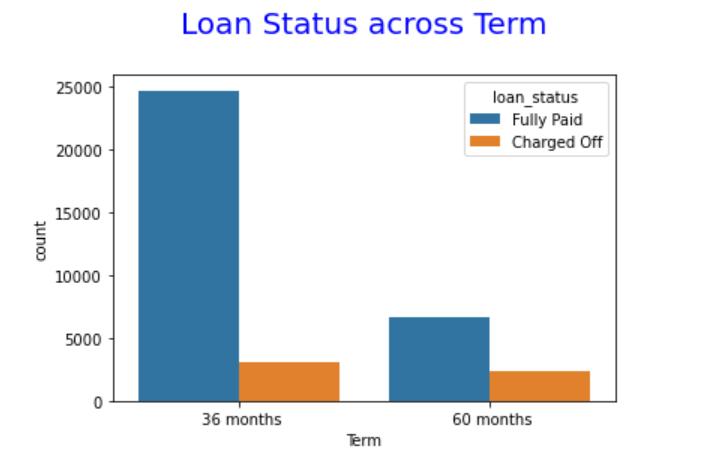 Loan Status across Term
25000
20000
15000
10000
5000
0
count
loan_status
Fully Paid
Charged Off
36 months
60 months
Term